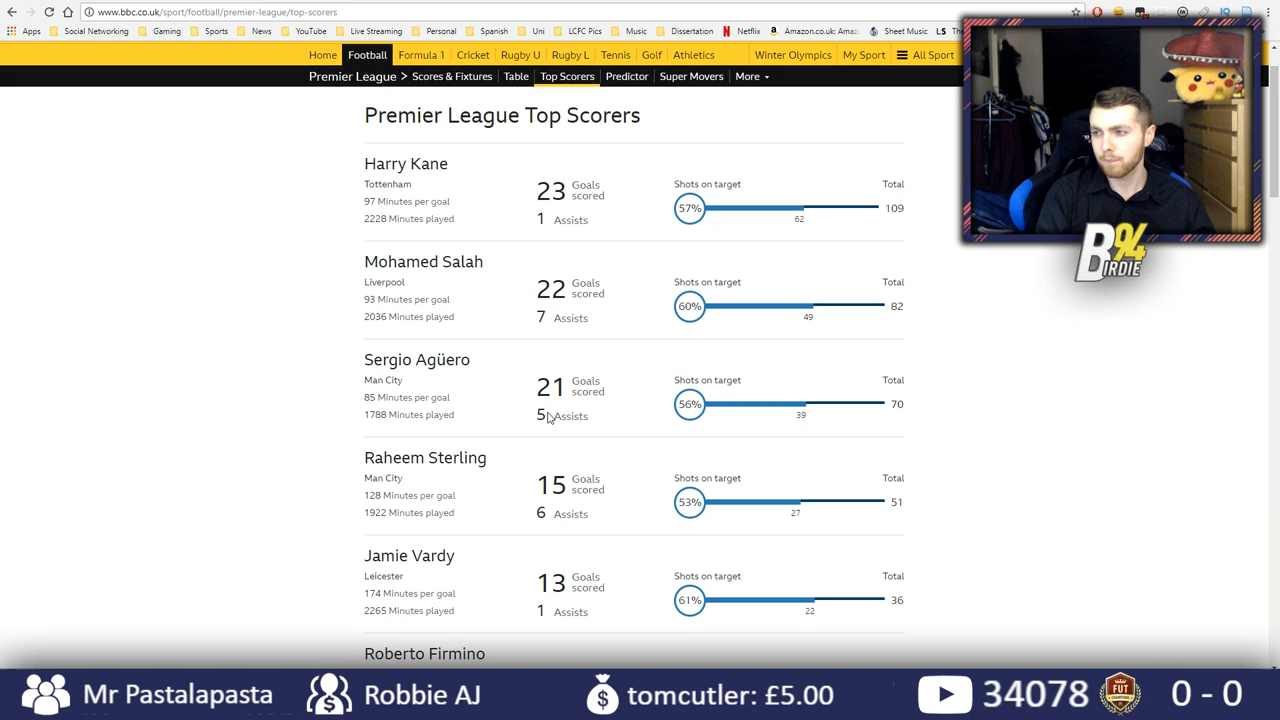 www.bbc.co.uk/sport/football/premier-league/top-scorers
Apps Social Networking Gaming Sports News YouTube Live Streaming Personal Spanish Uni LCFC Pics Music Dissertation Netflix Amazon.co.uk: Ama Sheet Music LS
Home Football Formula 1 Cricket Rugby U Rugby L Tennis Golf Athletics Winter Olympics My Sport All Sport
Premier League > Scores & Fixtures Table Top Scorers Predictor Super Movers More
Premier League Top Scorers
Harry Kane
Tottenham
97 Minutes per goal
2228 Minutes played
23 Goals scored
1 Assists
Shots on target Total
57% 62 109
Mohamed Salah
Liverpool
93 Minutes per goal
2036 Minutes played
22 Goals scored
7 Assists
Shots on target Total
60% 49 82
Sergio Agüero
Man City
85 Minutes per goal
1788 Minutes played
21 Goals scored
5 Assists
Shots on target Total
56% 39 70
Raheem Sterling
Man City
128 Minutes per goal
1922 Minutes played
15 Goals scored
6 Assists
Shots on target Total
53% 27 51
Jamie Vardy
Leicester
174 Minutes per goal
2265 Minutes played
13 Goals scored
1 Assists
Shots on target Total
61% 22 36
Roberto Firmino
B94
BIRDIE
Mr Pastalapasta Robbie AJ tomcutler: £5.00 34078 FUT CHAMPIONS 0 - 0